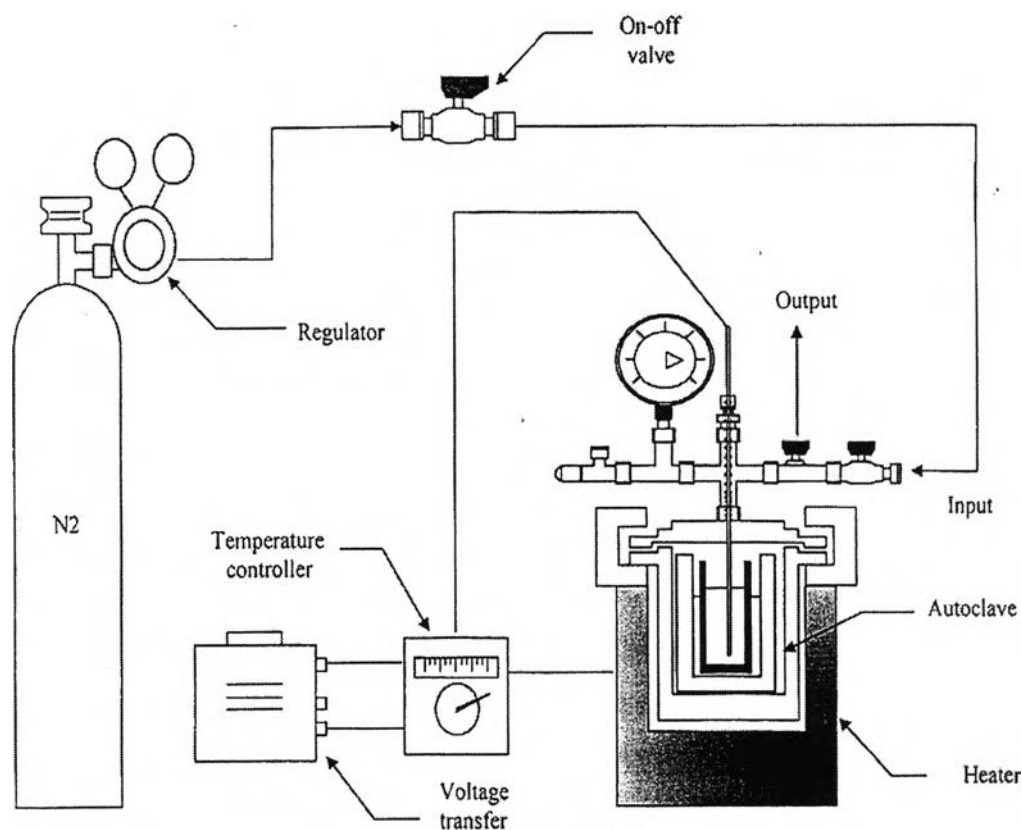 On-off
valve
Regulator
Output
N2
Input
Temperature
controller
Autoclave
Heater
Voltage
transfer